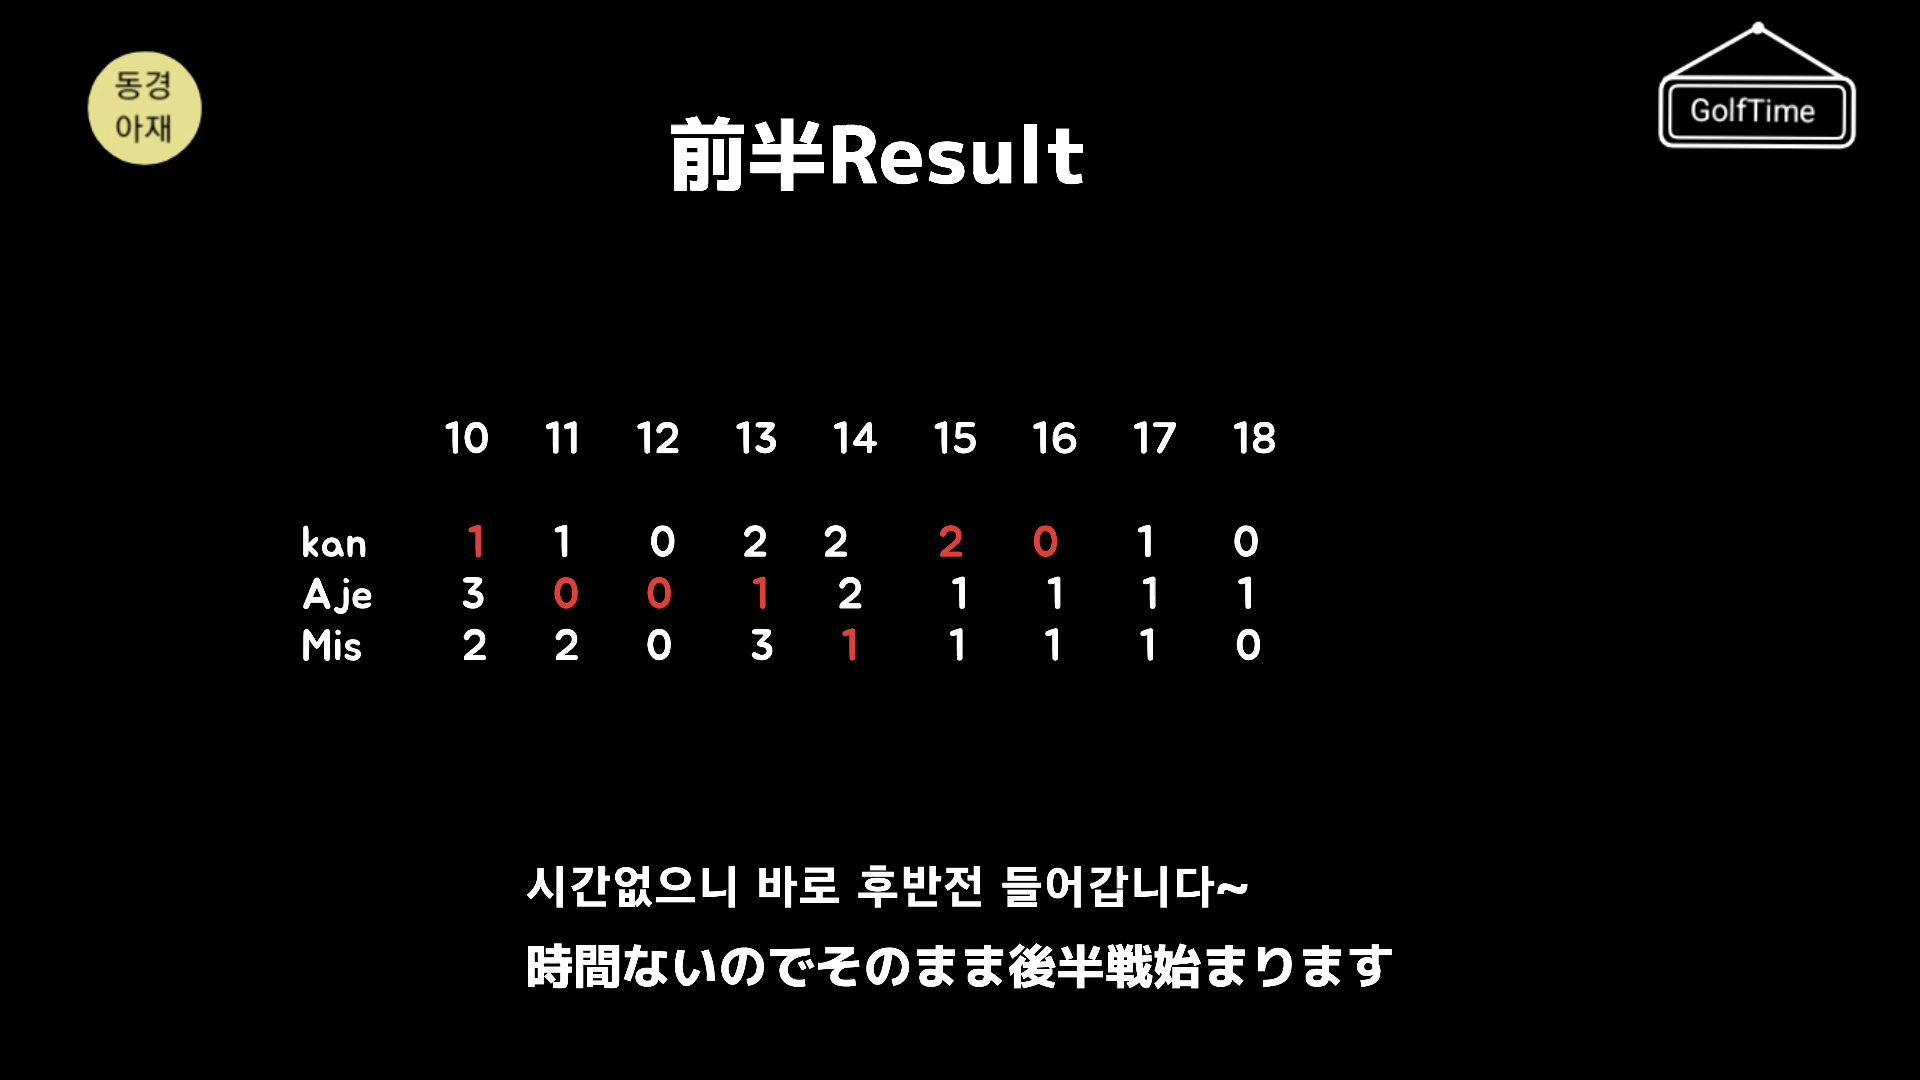 동경
아재
GolfTime
前半Result
10 11 12 13 14 15 16 17 18
kan 1 1 0 2 2 2 0 1 0
Aje 3 0 0 1 2 1 1 1 1
Mis 2 2 0 3 1 1 1 1 0
시간없으니 바로 후반전 들어갑니다~
時間ないのでそのまま後半戦始まります